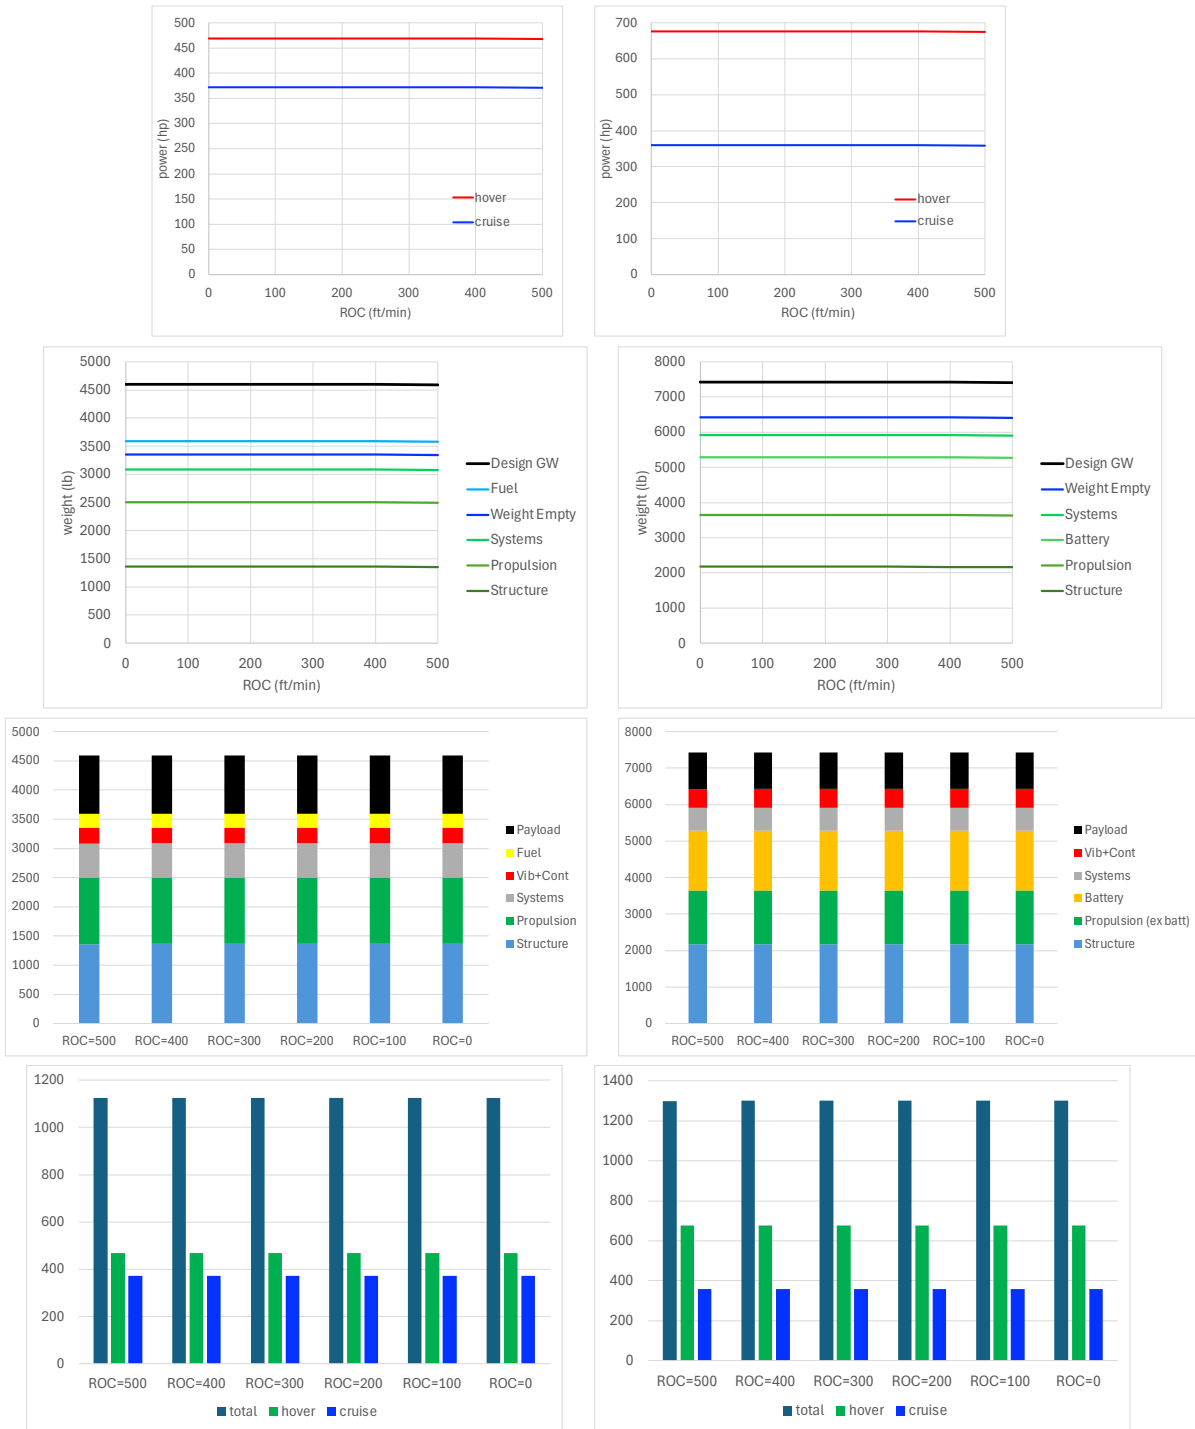 500
450
400
350
300
250
200
150
100
50
0
power (hp)
hover
cruise
0 100 200 300 400 500
ROC (ft/min)
700
600
500
400
300
200
100
0
power (hp)
hover
cruise
0 100 200 300 400 500
ROC (ft/min)
5000
4500
4000
3500
3000
2500
2000
1500
1000
500
0
weight (lb)
Design GW
Fuel
Weight Empty
Systems
Propulsion
Structure
0 100 200 300 400 500
ROC (ft/min)
8000
7000
6000
5000
4000
3000
2000
1000
0
weight (lb)
Design GW
Weight Empty
Systems
Battery
Propulsion
Structure
0 100 200 300 400 500
ROC (ft/min)
5000
4500
4000
3500
3000
2500
2000
1500
1000
500
0
Payload
Fuel
Vib+Cont
Systems
Propulsion
Structure
ROC=500 ROC=400 ROC=300 ROC=200 ROC=100 ROC=0
8000
7000
6000
5000
4000
3000
2000
1000
0
Payload
Vib+Cont
Systems
Battery
Propulsion (ex batt)
Structure
ROC=500 ROC=400 ROC=300 ROC=200 ROC=100 ROC=0
1200
1000
800
600
400
200
0
ROC=500 ROC=400 ROC=300 ROC=200 ROC=100 ROC=0
total hover cruise
1400
1200
1000
800
600
400
200
0
ROC=500 ROC=400 ROC=300 ROC=200 ROC=100 ROC=0
total hover cruise